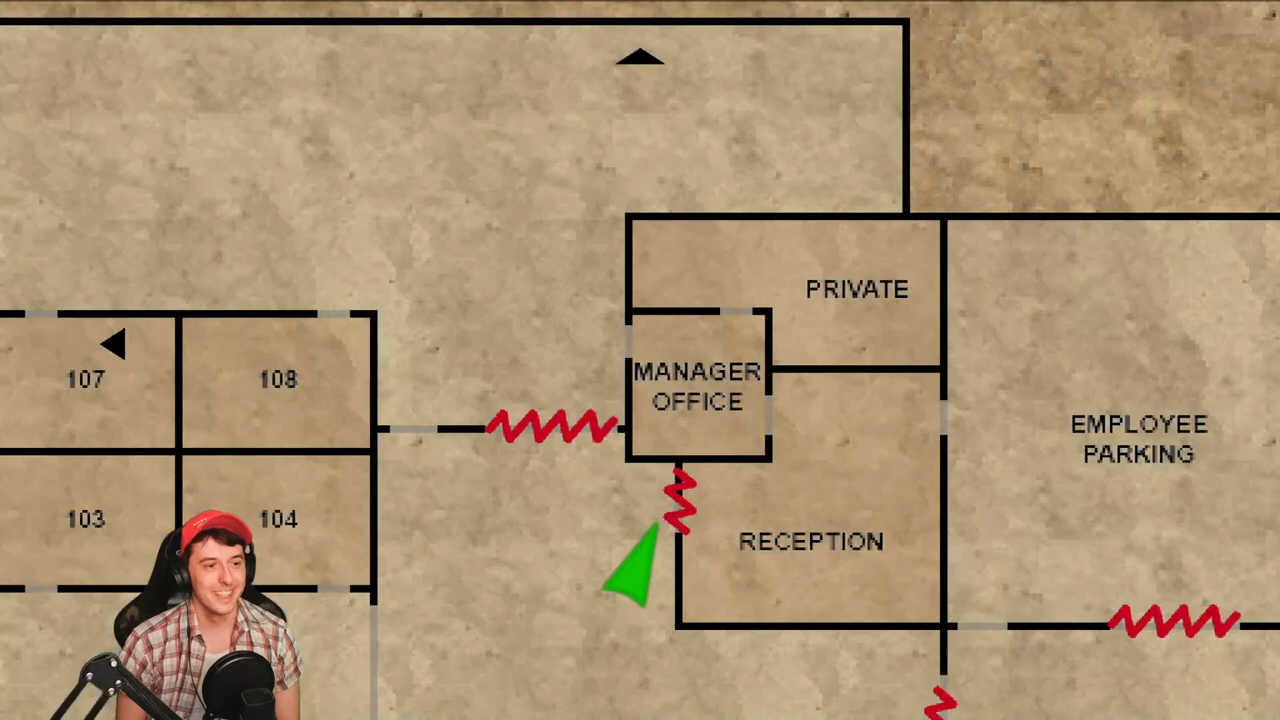 PRIVATE
107
108
MANAGER
OFFICE
EMPLOYEE
PARKING
103
104
RECEPTION